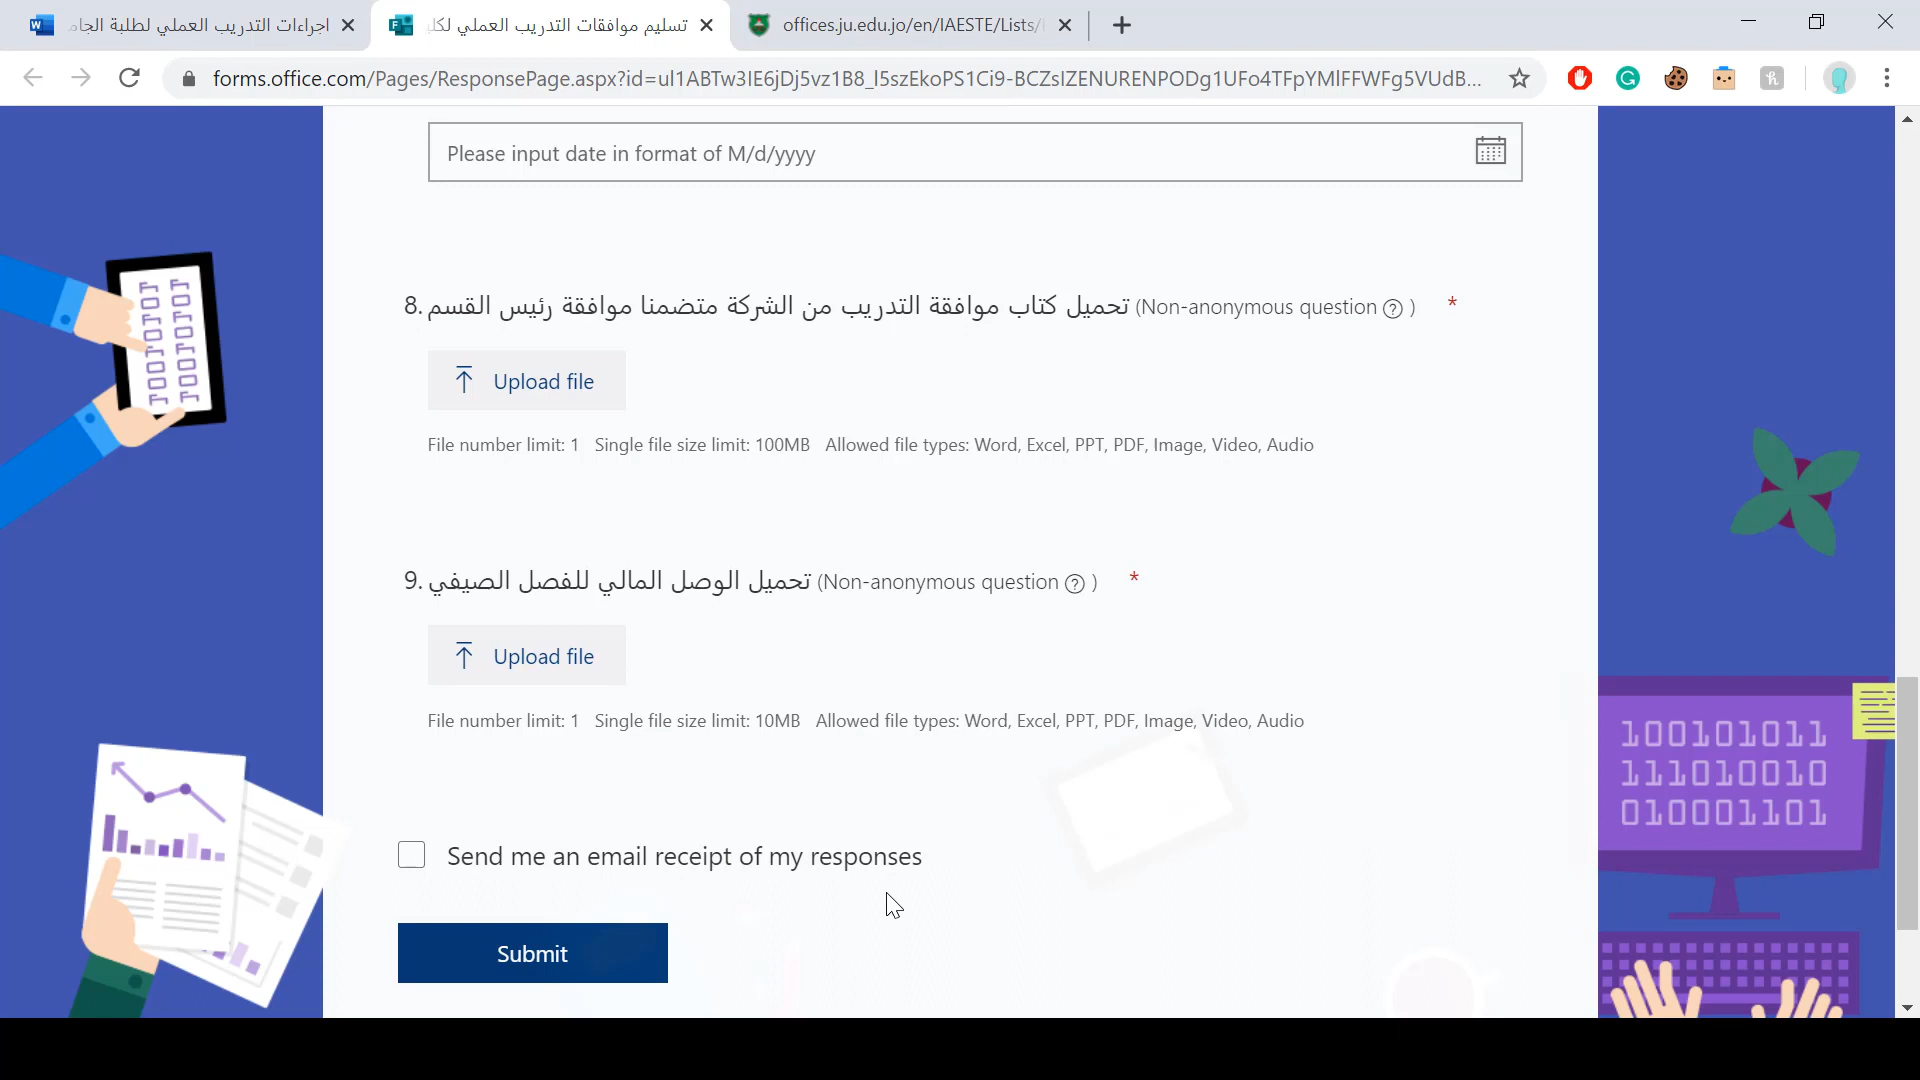 اجراءات التدريب العملي لطلبة الجام
تسليم موافقات التدريب العملي لكلي
offices.ju.edu.jo/en/IAESTE/Lists/
forms.office.com/Pages/ResponsePage.aspx?id=ul1ABTw3IE6jDj5vz1B8_l5szEkoPS1Ci9-BCZsIZENURENPODg1UFo4TFpYMlFFWFg5VUdB...
Please input date in format of M/d/yyyy
8. تحميل كتاب موافقة التدريب من الشركة متضمنا موافقة رئيس القسم (Non-anonymous question ?) *
Upload file
File number limit: 1 Single file size limit: 100MB Allowed file types: Word, Excel, PPT, PDF, Image, Video, Audio
9. تحميل الوصل المالي للفصل الصيفي (Non-anonymous question ?) *
Upload file
File number limit: 1 Single file size limit: 10MB Allowed file types: Word, Excel, PPT, PDF, Image, Video, Audio
100101011
111010010
010001101
Send me an email receipt of my responses
Submit